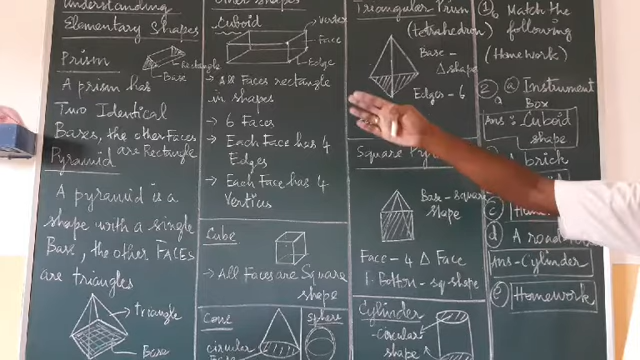 Understanding
Elementary Shapes
Prism
Rectangle
Base
A prism has
Two Identical
Bases, the other Faces
are Rectangle
Pyramid
A pyramid is a
shape with a single
Base, the other FACES
are triangles
triangle
Base
Other shapes
Cuboid
Vertex
Face
Edge
→ All Faces rectangle
in shapes
→ 6 Faces
→ Each Face has 4
Edges
→ Each Face has 4
Vertics
Cube
→ All Faces are Square
shape
Cone
circular
Base
Sphere
Triangular Prism
(tetrahedron)
Base -
Δ shape
Edges - 6
Square
Base - square
shape
Face - 4 Δ Face
1. Botton - sq. shape
Cylinder
- circular
shape
① Match the
following
(Homework)
② ⓐ Instrument
Box
Ans: Cuboid
shape
A brick
ⓒ
ⓓ A road
Ans - Cylinder
ⓔ Homework